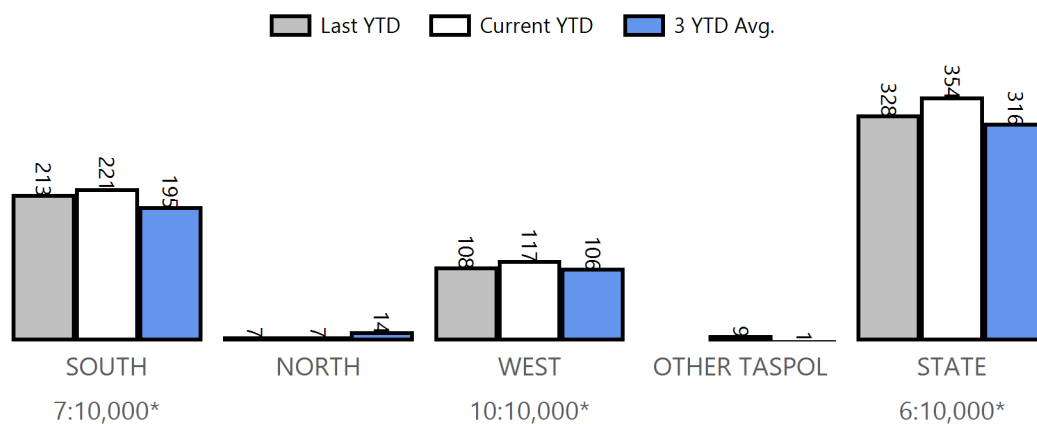 Last YTD Current YTD 3 YTD Avg.
213 221 195 7 7 14 108 117 106 9 1 328 354 316
SOUTH NORTH WEST OTHER TASPOL STATE
7:10,000* 10:10,000* 6:10,000*